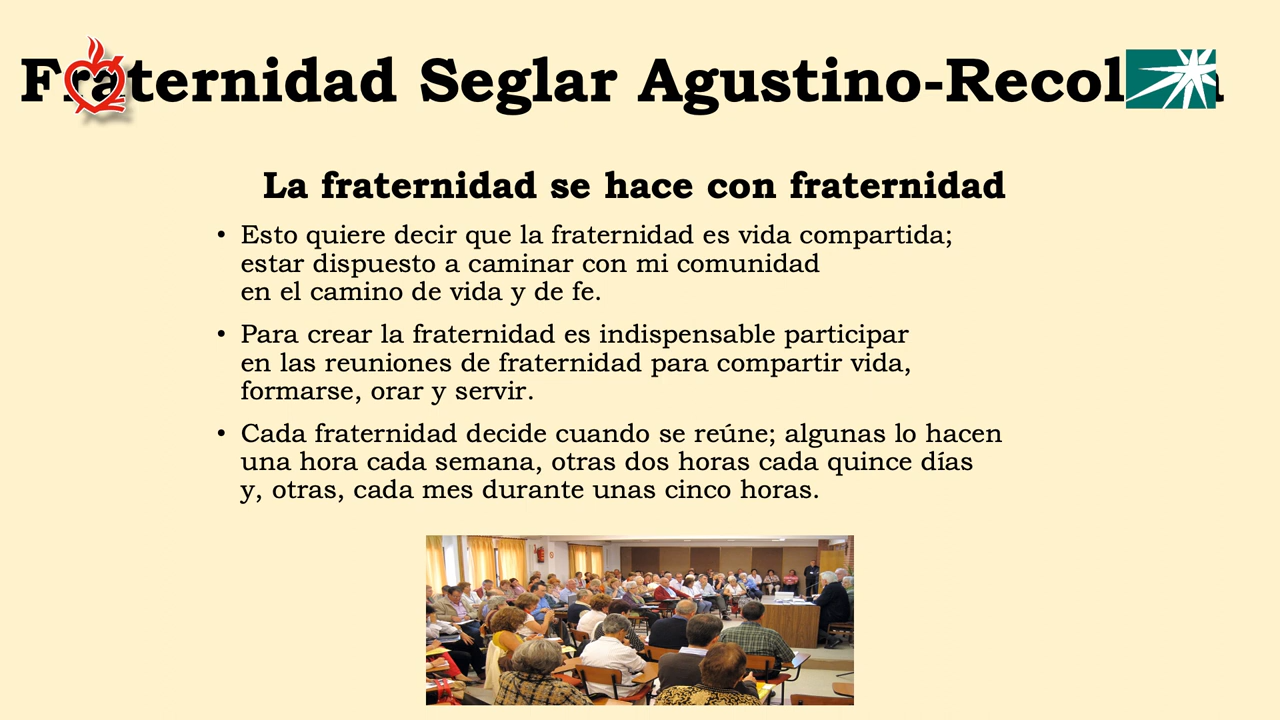 Fraternidad Seglar Agustino-Recoleta
La fraternidad se hace con fraternidad
• Esto quiere decir que la fraternidad es vida compartida;
estar dispuesto a caminar con mi comunidad
en el camino de vida y de fe.
• Para crear la fraternidad es indispensable participar
en las reuniones de fraternidad para compartir vida,
formarse, orar y servir.
• Cada fraternidad decide cuando se reúne; algunas lo hacen
una hora cada semana, otras dos horas cada quince días
y, otras, cada mes durante unas cinco horas.